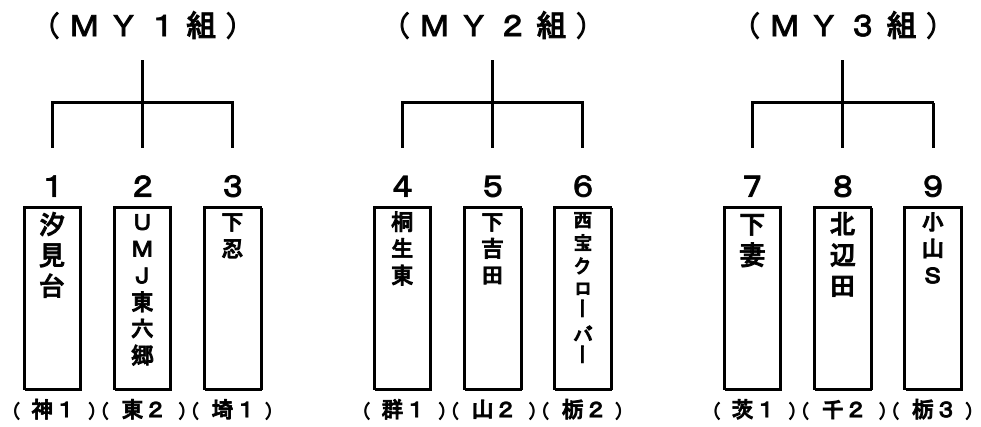 (ＭＹ１組)
(ＭＹ２組)
(ＭＹ３組)
１
２
３
４
５
６
７
８
９
汐見台
ＵＭＪ東六郷
下忍
桐生東
下吉田
西宝クローバー
下妻
北辺田
小山Ｓ
(神１)
(東２)
(埼１)
(群１)
(山２)
(栃２)
(茨１)
(千２)
(栃３)